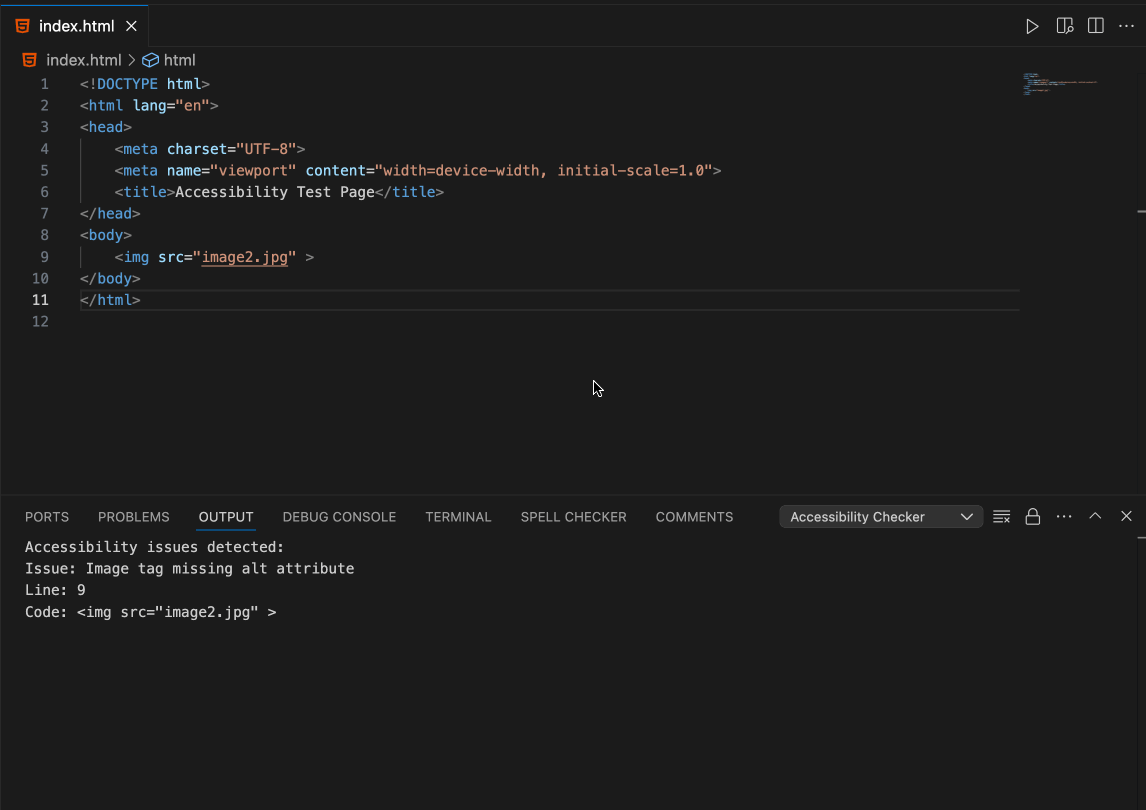 index.html
index.html > html
1 <!DOCTYPE html>
2 <html lang="en">
3 <head>
4     <meta charset="UTF-8">
5     <meta name="viewport" content="width=device-width, initial-scale=1.0">
6     <title>Accessibility Test Page</title>
7 </head>
8 <body>
9     <img src="image2.jpg" >
10 </body>
11 </html>
12
PORTS PROBLEMS OUTPUT DEBUG CONSOLE TERMINAL SPELL CHECKER COMMENTS Accessibility Checker
Accessibility issues detected:
Issue: Image tag missing alt attribute
Line: 9
Code: <img src="image2.jpg" >